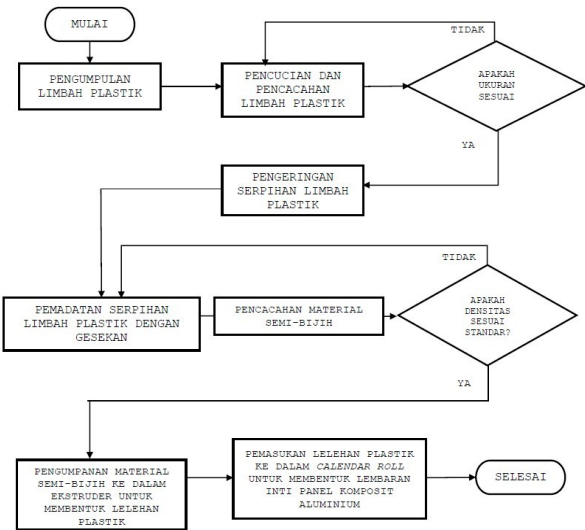 MULAI
TIDAK
PENGUMPULAN
LIMBAH PLASTIK
PENCUCIAN DAN
PENCACAHAN
LIMBAH PLASTIK
APAKAH
UKURAN
SESUAI
YA
PENGERINGAN
SERPIHAN LIMBAH
PLASTIK
TIDAK
PEMADATAN SERPIHAN
LIMBAH PLASTIK DENGAN
GESEKAN
PENCACAHAN MATERIAL
SEMI-BIJIH
APAKAH
DENSITAS
SESUAI
STANDAR?
YA
PENGUMPANAN MATERIAL
SEMI-BIJIH KE DALAM
EKSTRUDER UNTUK
MEMBENTUK LELEHAN
PLASTIK
PEMASUKAN LELEHAN PLASTIK
KE DALAM CALENDAR ROLL
UNTUK MEMBENTUK LEMBARAN
INTI PANEL KOMPOSIT
ALUMINIUM
SELESAI